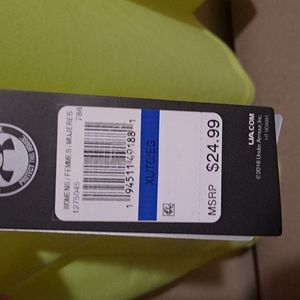 WOMENS / FEMMES / MUJERES
1275045
786
1 94511 49188 1
XL/TC/EG
MSRP $24.99
UA.COM
©2016 Under Armour, Inc.